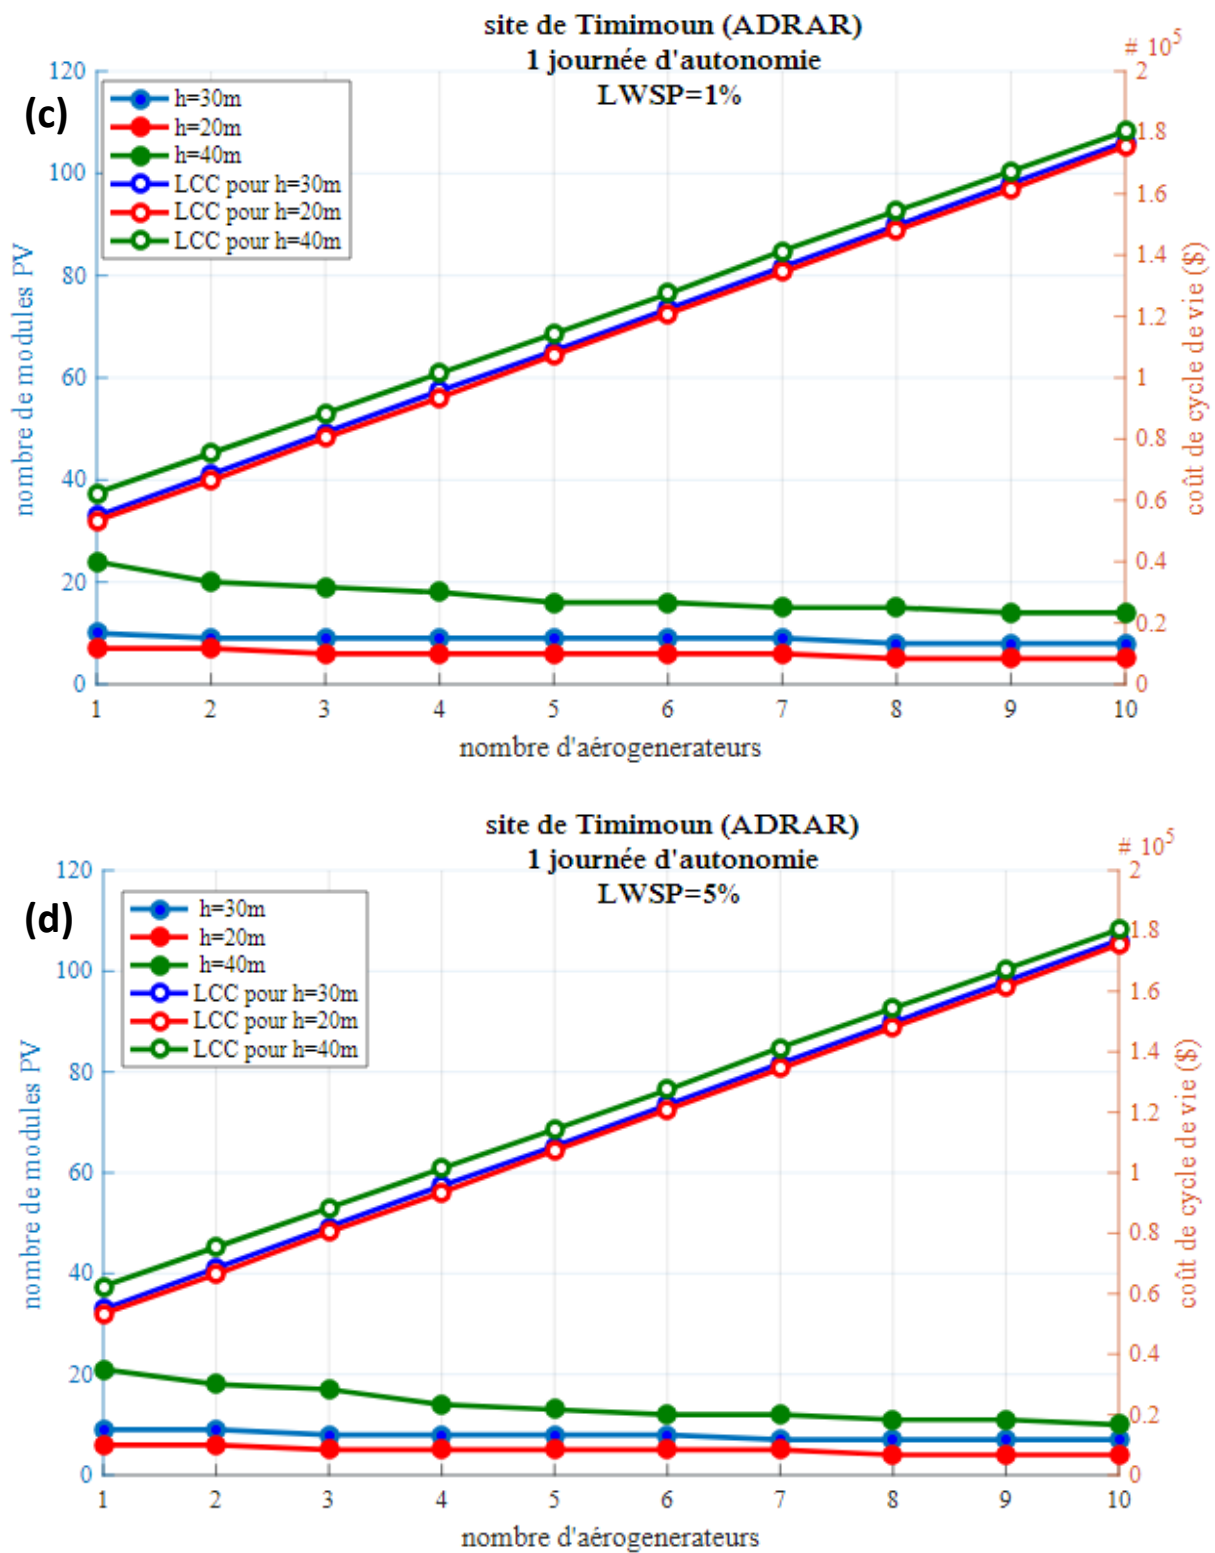 site de Timimoun (ADRAR)
1 journée d'autonomie
LWSP=1%
# 10^5
(c)
h=30m
h=20m
h=40m
LCC pour h=30m
LCC pour h=20m
LCC pour h=40m
nombre de modules PV
120
100
80
60
40
20
0
coût de cycle de vie ($)
2
1.8
1.6
1.4
1.2
1
0.8
0.6
0.4
0.2
0
1 2 3 4 5 6 7 8 9 10
nombre d'aérogenerateurs
site de Timimoun (ADRAR)
1 journée d'autonomie
LWSP=5%
# 10^5
(d)
h=30m
h=20m
h=40m
LCC pour h=30m
LCC pour h=20m
LCC pour h=40m
nombre de modules PV
120
100
80
60
40
20
0
coût de cycle de vie ($)
2
1.8
1.6
1.4
1.2
1
0.8
0.6
0.4
0.2
0
1 2 3 4 5 6 7 8 9 10
nombre d'aérogenerateurs